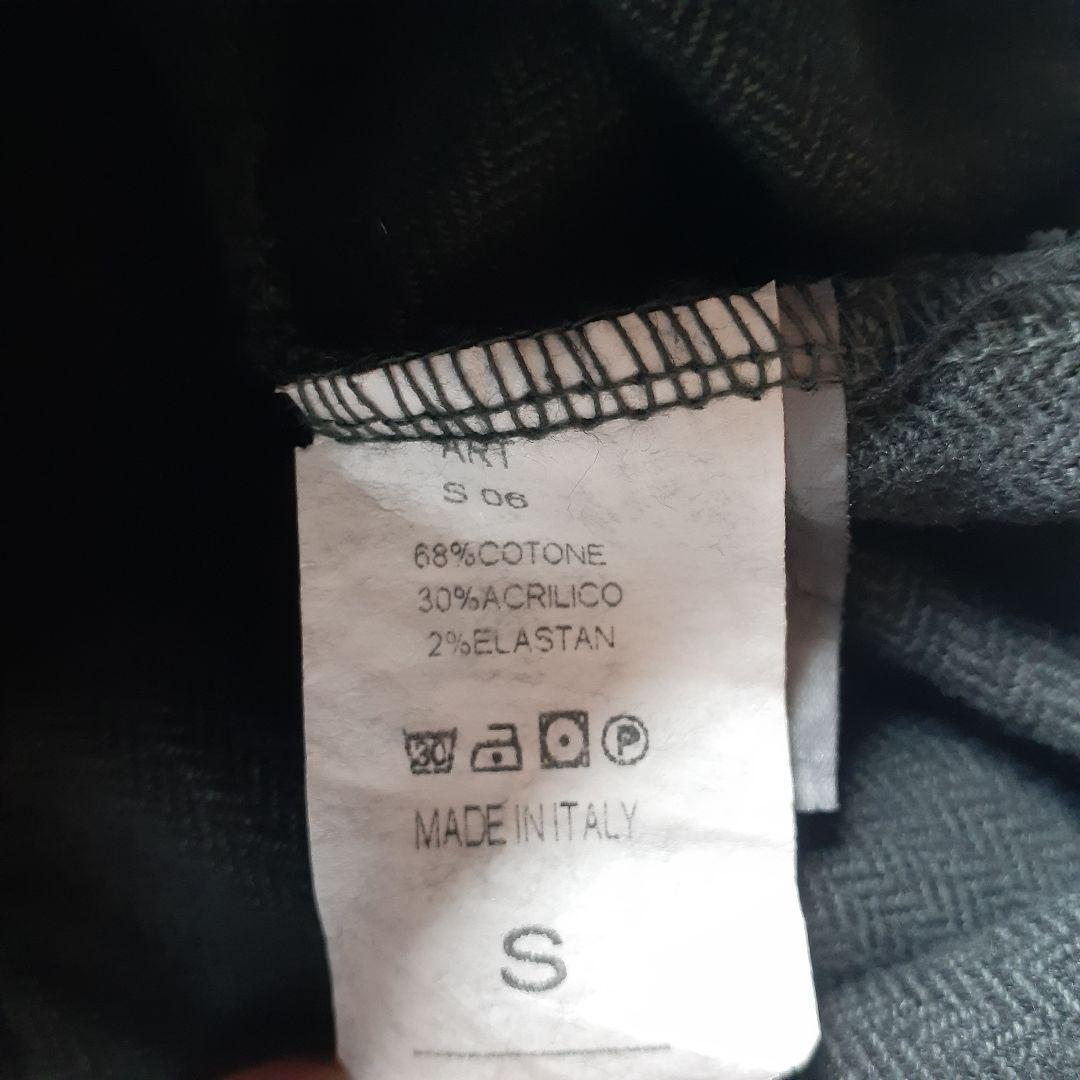 ART
S 06
68%COTONE
30%ACRILICO
2%ELASTAN
30 P
MADE IN ITALY
S